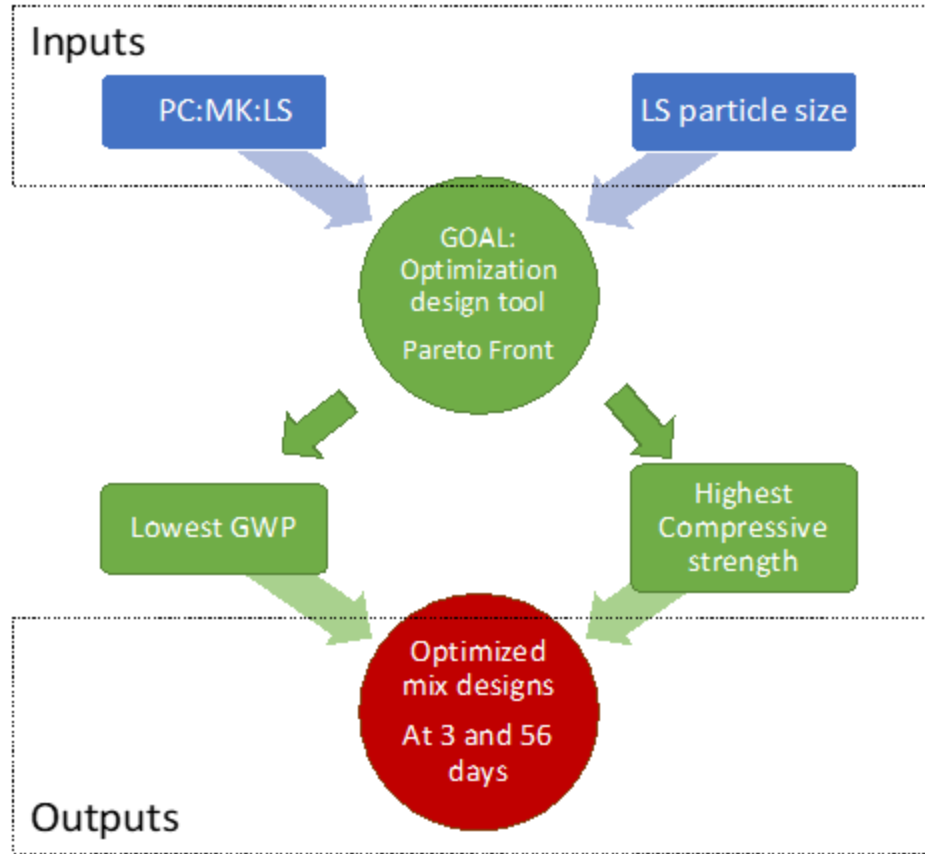 Inputs
PC:MK:LS
LS particle size
GOAL:
Optimization
design tool
Pareto Front
Lowest GWP
Highest
Compressive
strength
Optimized
mix designs
At 3 and 56
days
Outputs